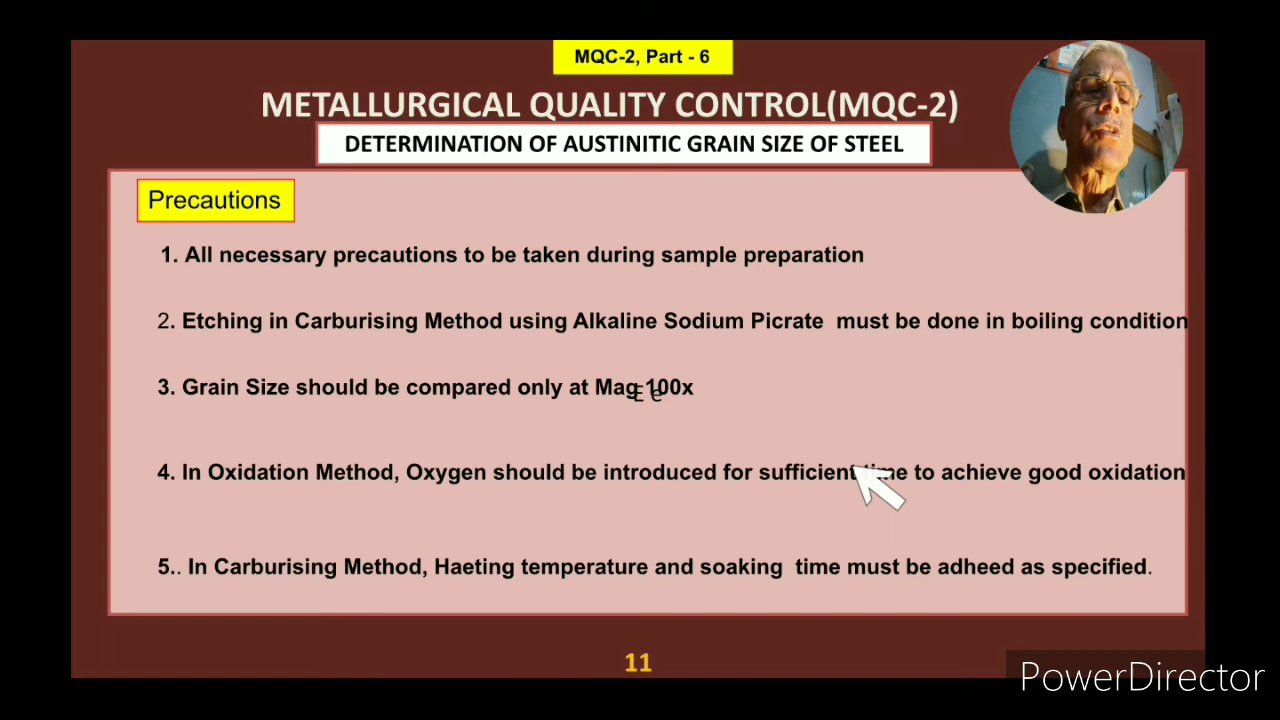 MQC-2, Part - 6
METALLURGICAL QUALITY CONTROL(MQC-2)
DETERMINATION OF AUSTINITIC GRAIN SIZE OF STEEL
Precautions
1. All necessary precautions to be taken during sample preparation
2. Etching in Carburising Method using Alkaline Sodium Picrate must be done in boiling condition
3. Grain Size should be compared only at Mag 100x
E e
4. In Oxidation Method, Oxygen should be introduced for sufficient time to achieve good oxidation
5.. In Carburising Method, Haeting temperature and soaking time must be adheed as specified.
11
PowerDirector